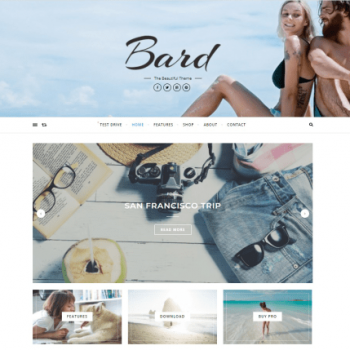 Bard
The Beautiful Theme
TEST DRIVE HOME FEATURES SHOP ABOUT CONTACT
SAN FRANCISCO TRIP
READ MORE
FEATURES
DOWNLOAD
BUY PRO